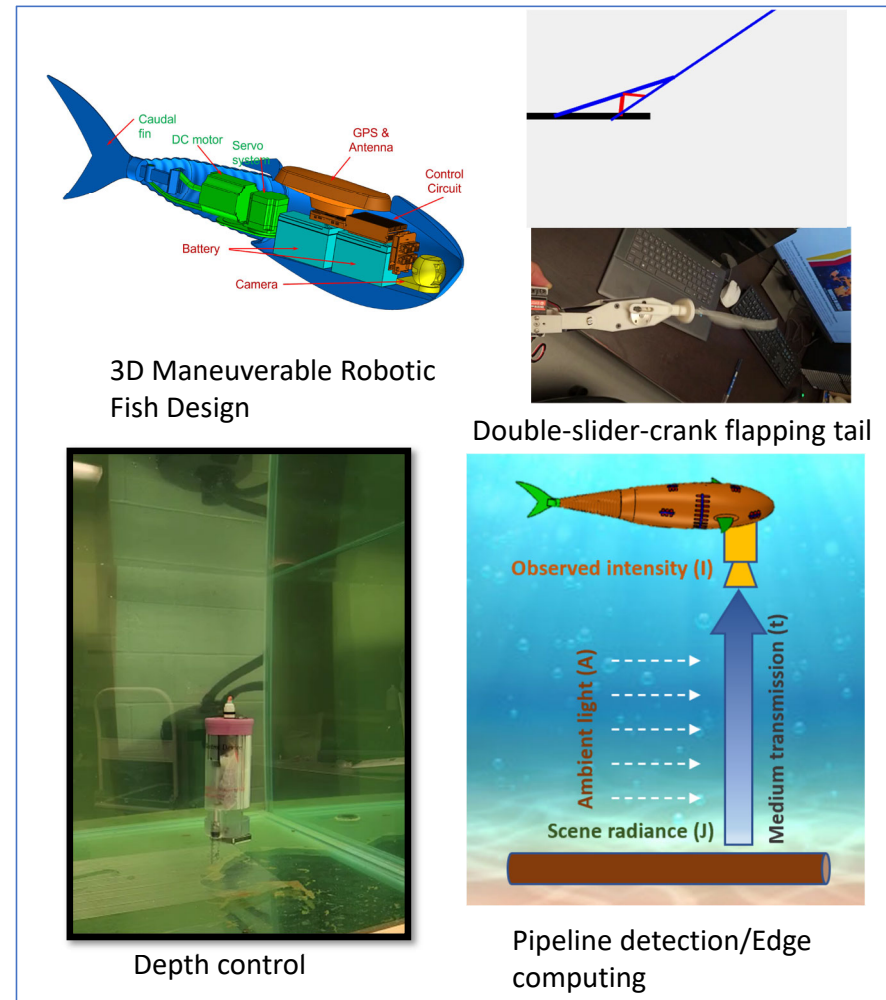 Caudal
fin
DC motor
Servo
system
GPS &
Antenna
Control
Circuit
Battery
Camera
3D Maneuverable Robotic
Fish Design
Double-slider-crank flapping tail
Observed intensity (I)
Ambient light (A)
Medium transmission (t)
Scene radiance (J)
Depth control
Pipeline detection/Edge
computing